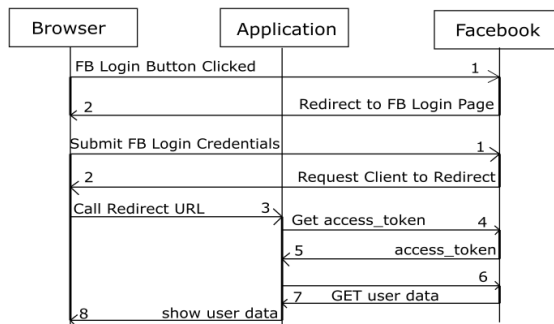 Browser
Application
Facebook
FB Login Button Clicked 1
2 Redirect to FB Login Page
Submit FB Login Credentials 1
2 Request Client to Redirect
Call Redirect URL 3
Get access_token 4
5 access_token
6
7 GET user data
8 show user data